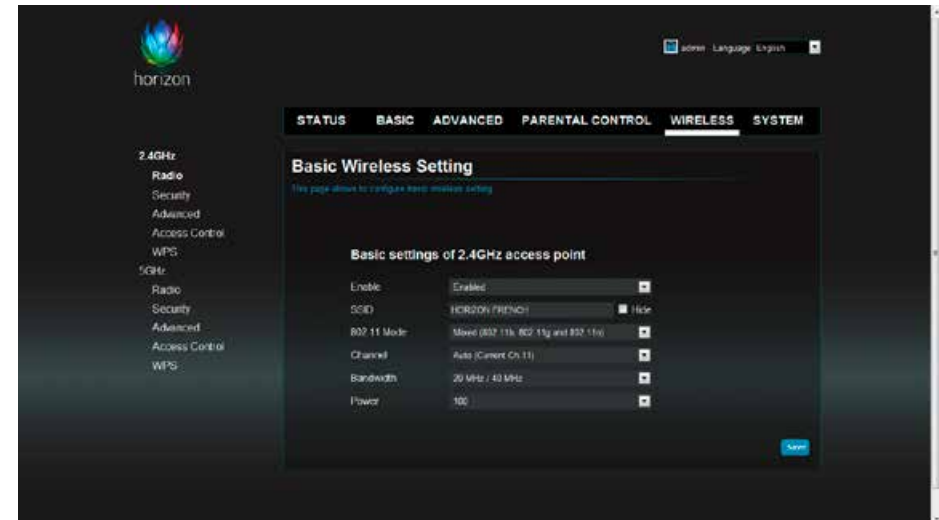 horizon
admin Language English
STATUS BASIC ADVANCED PARENTAL CONTROL WIRELESS SYSTEM
2.4GHz
Radio
Security
Advanced
Access Control
WPS
5GHz
Radio
Security
Advanced
Access Control
WPS
Basic Wireless Setting
This page allows to configure basic wireless setting
Basic settings of 2.4GHz access point
Enable Enabled
SSID HORIZON FRENCH Hide
802.11 Mode Mixed (802.11b, 802.11g and 802.11n)
Channel Auto (Current Ch.11)
Bandwidth 20 MHz / 40 MHz
Power 100
Save